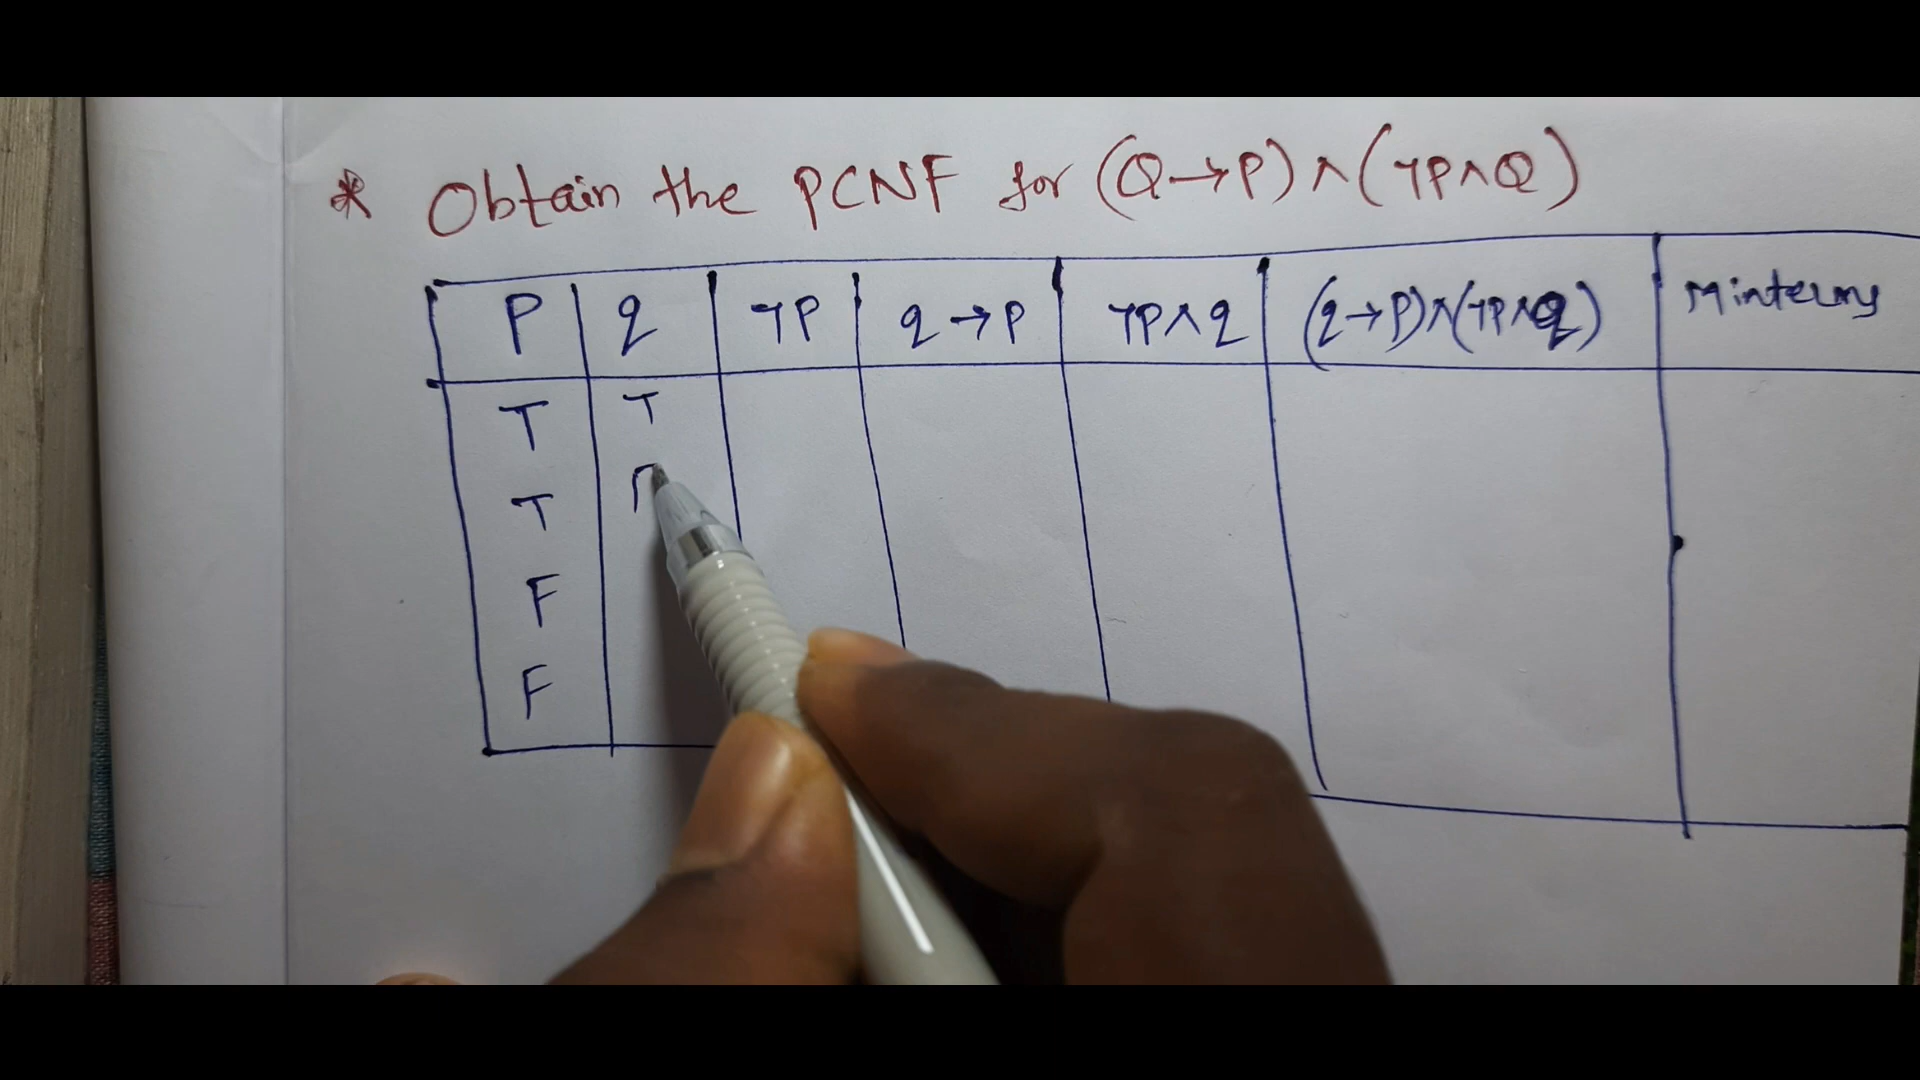 * Obtain the PCNF for (Q→P)∧(¬P∧Q)
P q ¬P q→P ¬P∧q (q→P)∧(¬P∧q) Minterms
T T
T
F
F